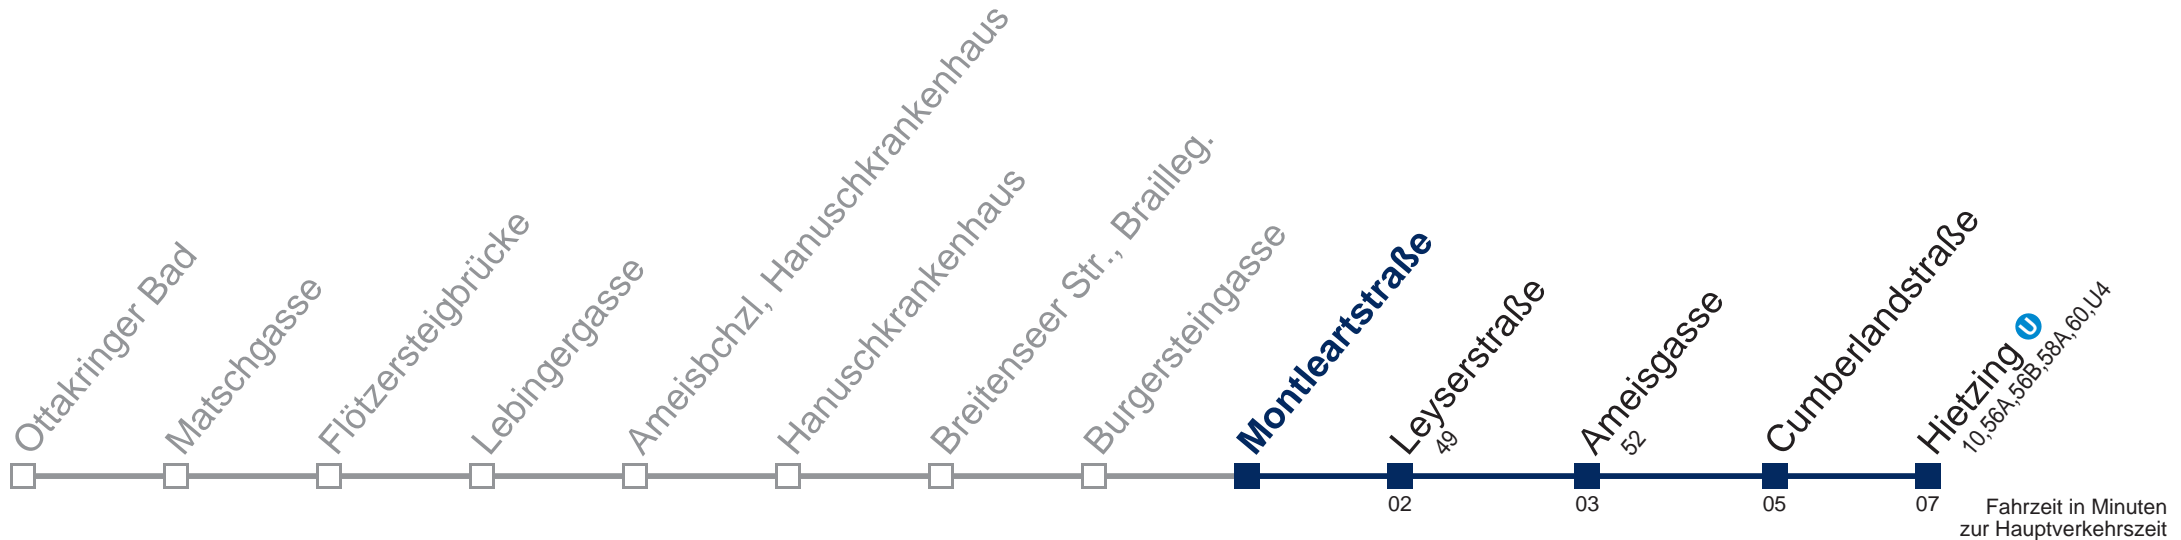 Ottakringer Bad
Matschgasse
Flötzersteigbrücke
Lebingergasse
Ameisbchzl, Hanuschkrankenhaus
Hanuschkrankenhaus
Breitenseer Str., Brailleg.
Burgersteingasse
Montleartstraße
Leyserstraße
49
Ameisgasse
52
Cumberlandstraße
Hietzing U
10,56A,56B,58A,60,U4
02
03
05
07
Fahrzeit in Minuten
zur Hauptverkehrszeit